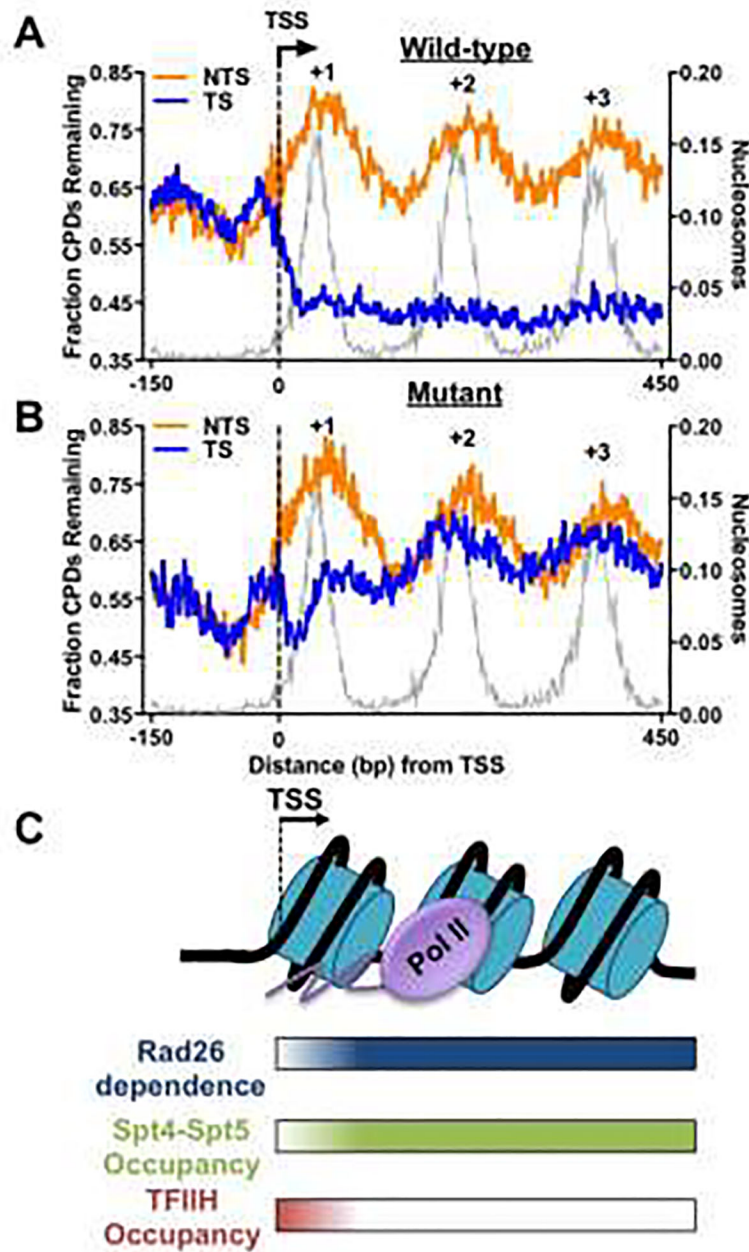 A
TSS
Wild-type
NTS
TS
+1
+2
+3
0.85
0.75
0.65
0.55
0.45
0.35
Fraction CPDs Remaining
0.20
0.15
0.10
0.05
0.00
Nucleosomes
-150
0
450
B
Mutant
NTS
TS
+1
+2
+3
0.85
0.75
0.65
0.55
0.45
0.35
Fraction CPDs Remaining
0.20
0.15
0.10
0.05
0.00
Nucleosomes
-150
0
450
Distance (bp) from TSS
C
TSS
Pol II
Rad26
dependence
Spt4-Spt5
Occupancy
TFIIH
Occupancy